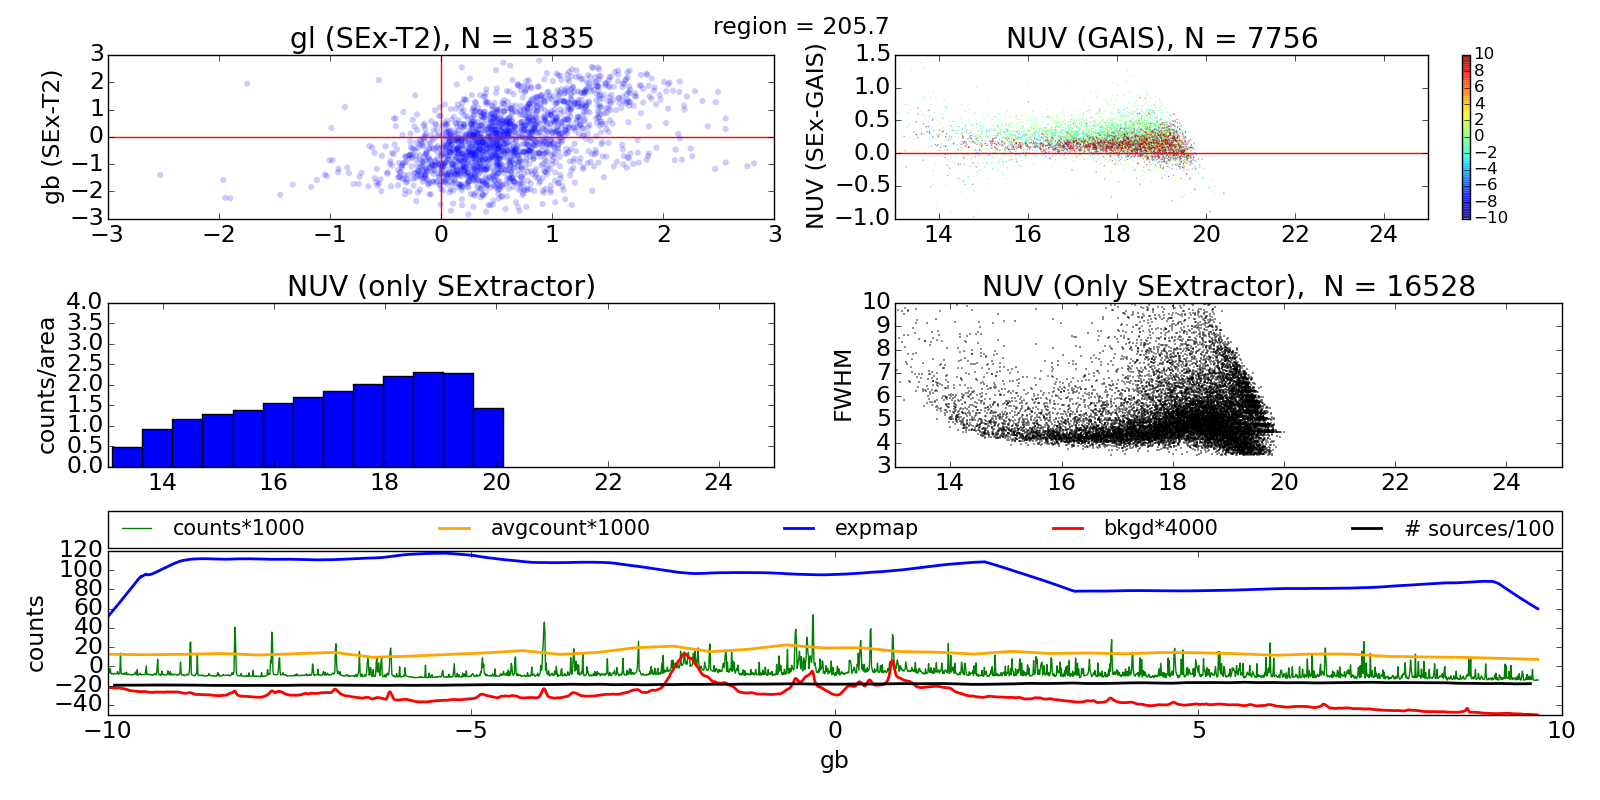 region = 205.7
gl (SEx-T2), N = 1835
gb (SEx-T2)
3
2
1
0
−1
−2
−3
−3 −2 −1 0 1 2 3
NUV (GAIS), N = 7756
NUV (SEx-GAIS)
1.5
1.0
0.5
0.0
−0.5
−1.0
14 16 18 20 22 24
10
8
6
4
2
0
−2
−4
−6
−8
−10
NUV (only SExtractor)
counts/area
4.0
3.5
3.0
2.5
2.0
1.5
1.0
0.5
0.0
14 16 18 20 22 24
NUV (Only SExtractor),  N = 16528
FWHM
10
9
8
7
6
5
4
3
14 16 18 20 22 24
counts*1000 avgcount*1000 expmap bkgd*4000 # sources/100
counts
120
100
80
60
40
20
0
−20
−40
−10 −5 0 5 10
gb